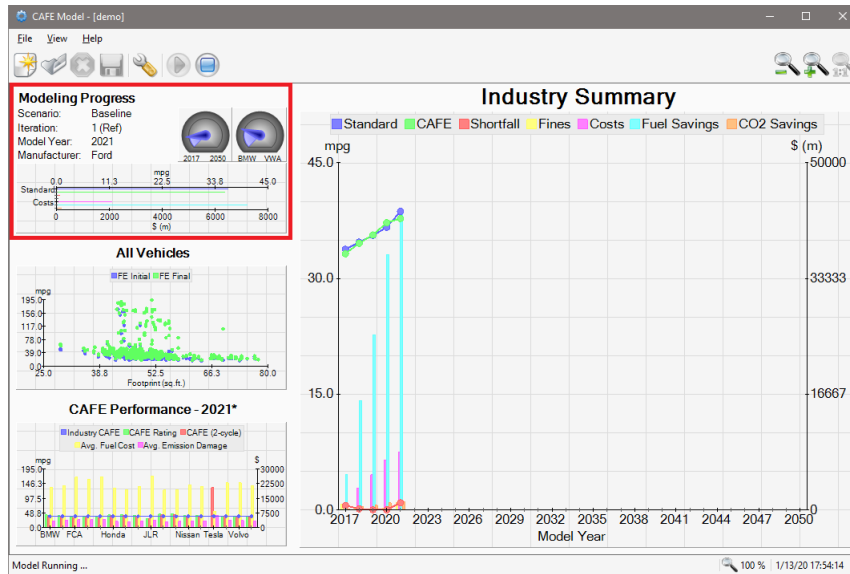 CAFE Model - [demo]
File View Help
Modeling Progress
Scenario: Baseline
Iteration: 1 (Ref)
Model Year: 2021
Manufacturer: Ford
2017 2050 BMW VWA
mpg
0.0 11.3 22.5 33.8 45.0
Standard
Costs
0 2000 4000 6000 8000
$ (m)
All Vehicles
FE Initial FE Final
mpg
195.0
156.0
117.0
78.0
39.0
0.0
25.0 38.8 52.5 66.3 80.0
Footprint (sq.ft.)
CAFE Performance - 2021*
Industry CAFE CAFE Rating CAFE (2-cycle)
Avg. Fuel Cost Avg. Emission Damage
mpg $
195.0 30000
146.3 22500
97.5 15000
48.8 7500
0.0 0
BMW FCA Honda JLR Nissan Tesla Volvo
Industry Summary
Standard CAFE Shortfall Fines Costs Fuel Savings CO2 Savings
mpg $ (m)
45.0 50000
30.0 33333
15.0 16667
0.0 0
2017 2020 2023 2026 2029 2032 2035 2038 2041 2044 2047 2050
Model Year
Model Running ...
100 % 1/13/20 17:54:14